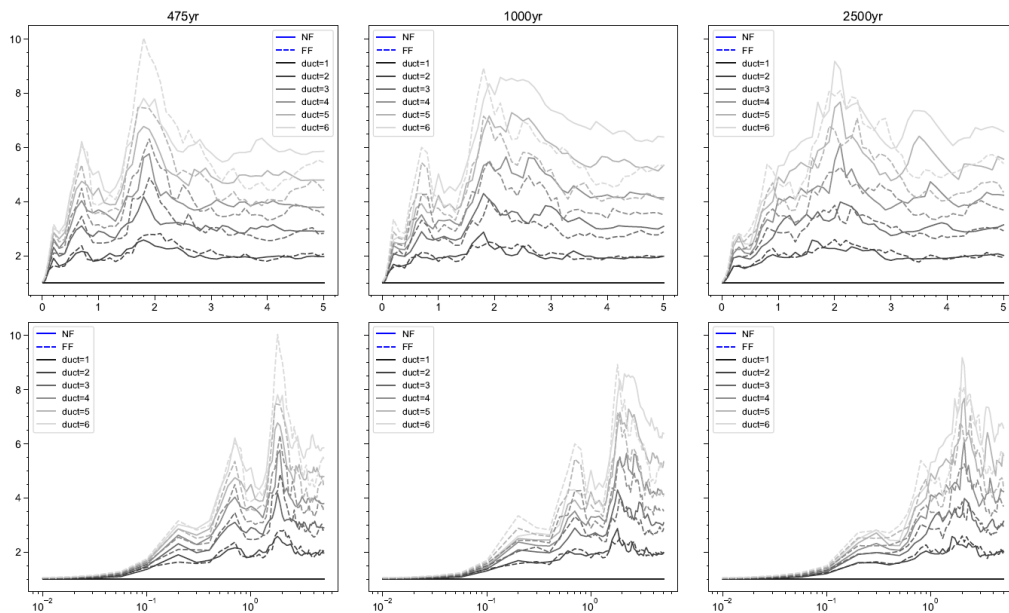 475yr
1000yr
2500yr
10
8
6
4
2
NF
FF
duct=1
duct=2
duct=3
duct=4
duct=5
duct=6
0 1 2 3 4 5
NF
FF
duct=1
duct=2
duct=3
duct=4
duct=5
duct=6
0 1 2 3 4 5
NF
FF
duct=1
duct=2
duct=3
duct=4
duct=5
duct=6
0 1 2 3 4 5
10
8
6
4
2
NF
FF
duct=1
duct=2
duct=3
duct=4
duct=5
duct=6
10⁻² 10⁻¹ 10⁰
NF
FF
duct=1
duct=2
duct=3
duct=4
duct=5
duct=6
10⁻² 10⁻¹ 10⁰
NF
FF
duct=1
duct=2
duct=3
duct=4
duct=5
duct=6
10⁻² 10⁻¹ 10⁰